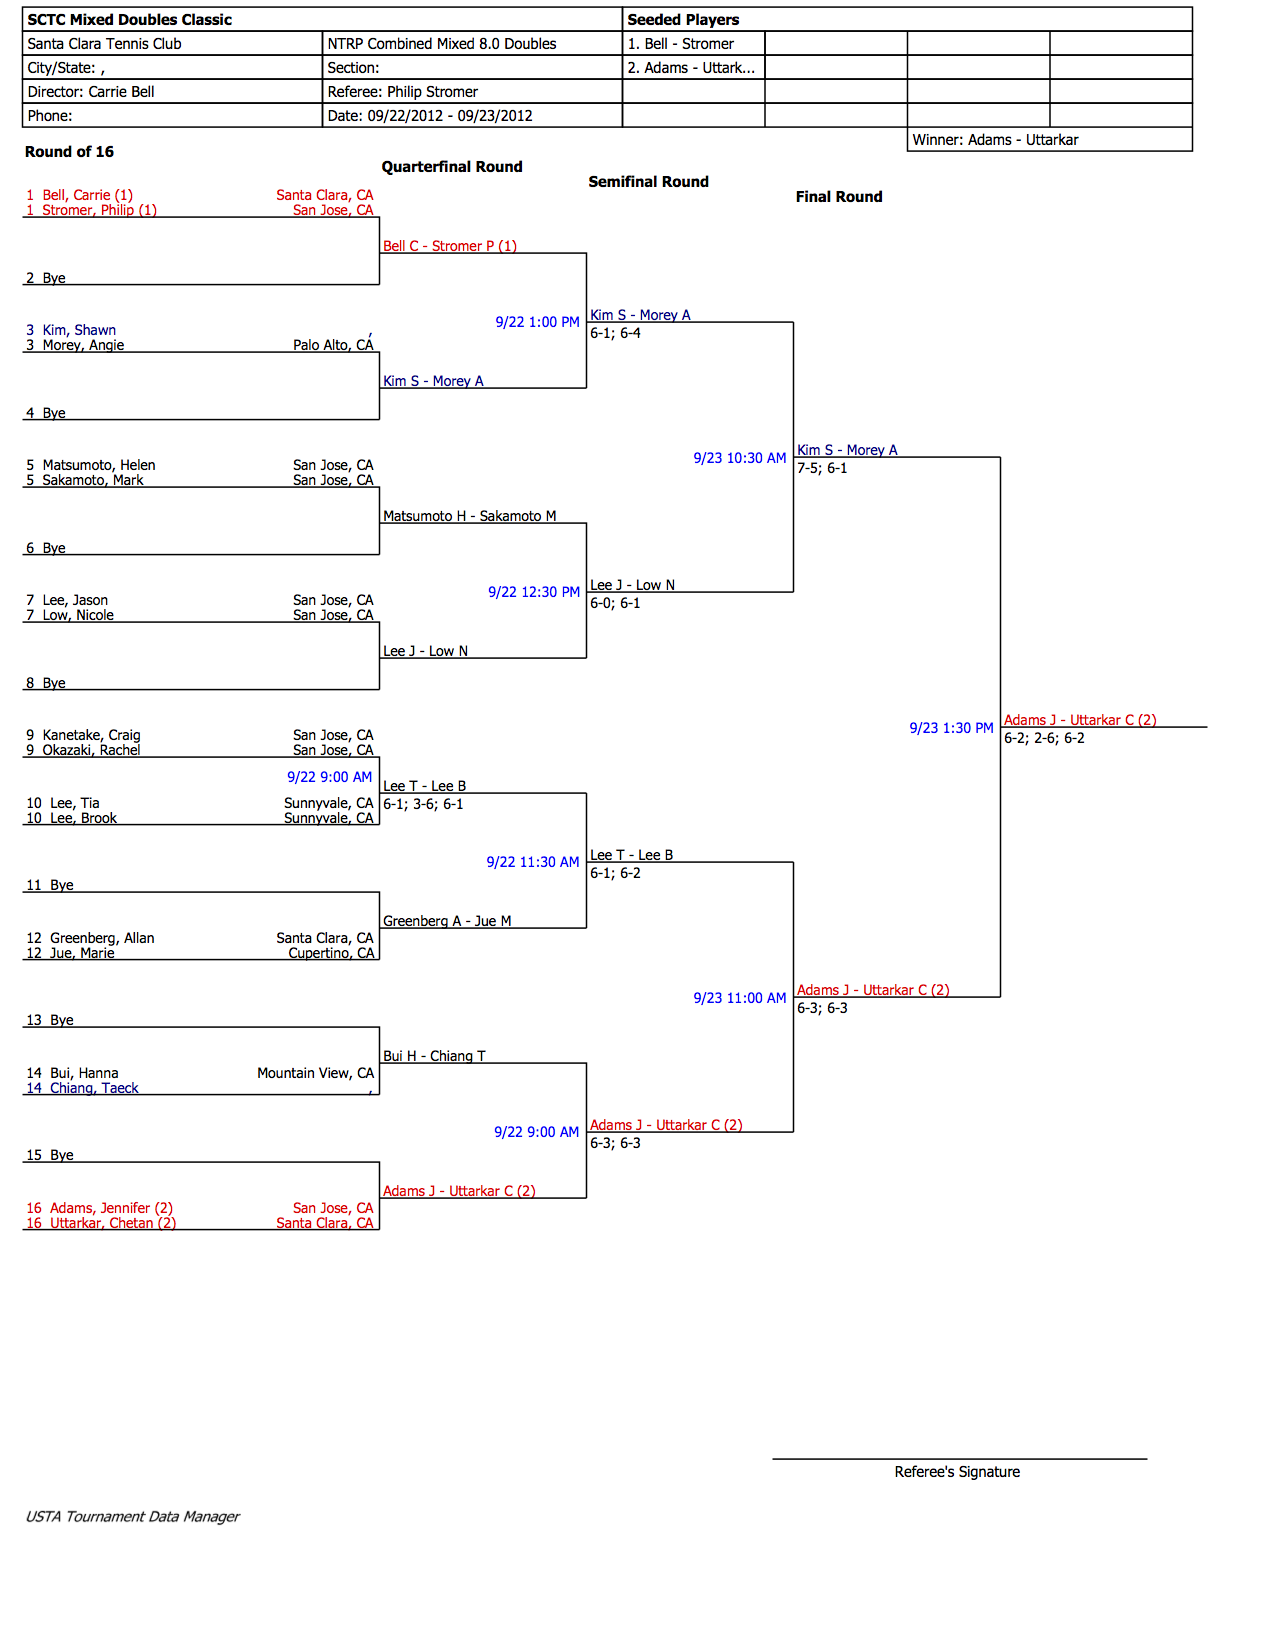 SCTC Mixed Doubles Classic Seeded Players
Santa Clara Tennis Club NTRP Combined Mixed 8.0 Doubles 1. Bell - Stromer
City/State: , Section: 2. Adams - Uttark...
Director: Carrie Bell Referee: Philip Stromer
Phone: Date: 09/22/2012 - 09/23/2012
Winner: Adams - Uttarkar
Round of 16
Quarterfinal Round
Semifinal Round
Final Round
1 Bell, Carrie (1) Santa Clara, CA
1 Stromer, Philip (1) San Jose, CA
Bell C - Stromer P (1)
2 Bye
Kim S - Morey A
9/22 1:00 PM
6-1; 6-4
3 Kim, Shawn ,
3 Morey, Angie Palo Alto, CA
Kim S - Morey A
4 Bye
Kim S - Morey A
9/23 10:30 AM
7-5; 6-1
5 Matsumoto, Helen San Jose, CA
5 Sakamoto, Mark San Jose, CA
Matsumoto H - Sakamoto M
6 Bye
Lee J - Low N
9/22 12:30 PM
6-0; 6-1
7 Lee, Jason San Jose, CA
7 Low, Nicole San Jose, CA
Lee J - Low N
8 Bye
Adams J - Uttarkar C (2)
9/23 1:30 PM
6-2; 2-6; 6-2
9 Kanetake, Craig San Jose, CA
9 Okazaki, Rachel San Jose, CA
9/22 9:00 AM
Lee T - Lee B
6-1; 3-6; 6-1
10 Lee, Tia Sunnyvale, CA
10 Lee, Brook Sunnyvale, CA
Lee T - Lee B
9/22 11:30 AM
6-1; 6-2
11 Bye
Greenberg A - Jue M
12 Greenberg, Allan Santa Clara, CA
12 Jue, Marie Cupertino, CA
Adams J - Uttarkar C (2)
9/23 11:00 AM
6-3; 6-3
13 Bye
Bui H - Chiang T
14 Bui, Hanna Mountain View, CA
14 Chiang, Taeck ,
Adams J - Uttarkar C (2)
9/22 9:00 AM
6-3; 6-3
15 Bye
Adams J - Uttarkar C (2)
16 Adams, Jennifer (2) San Jose, CA
16 Uttarkar, Chetan (2) Santa Clara, CA
Referee's Signature
USTA Tournament Data Manager